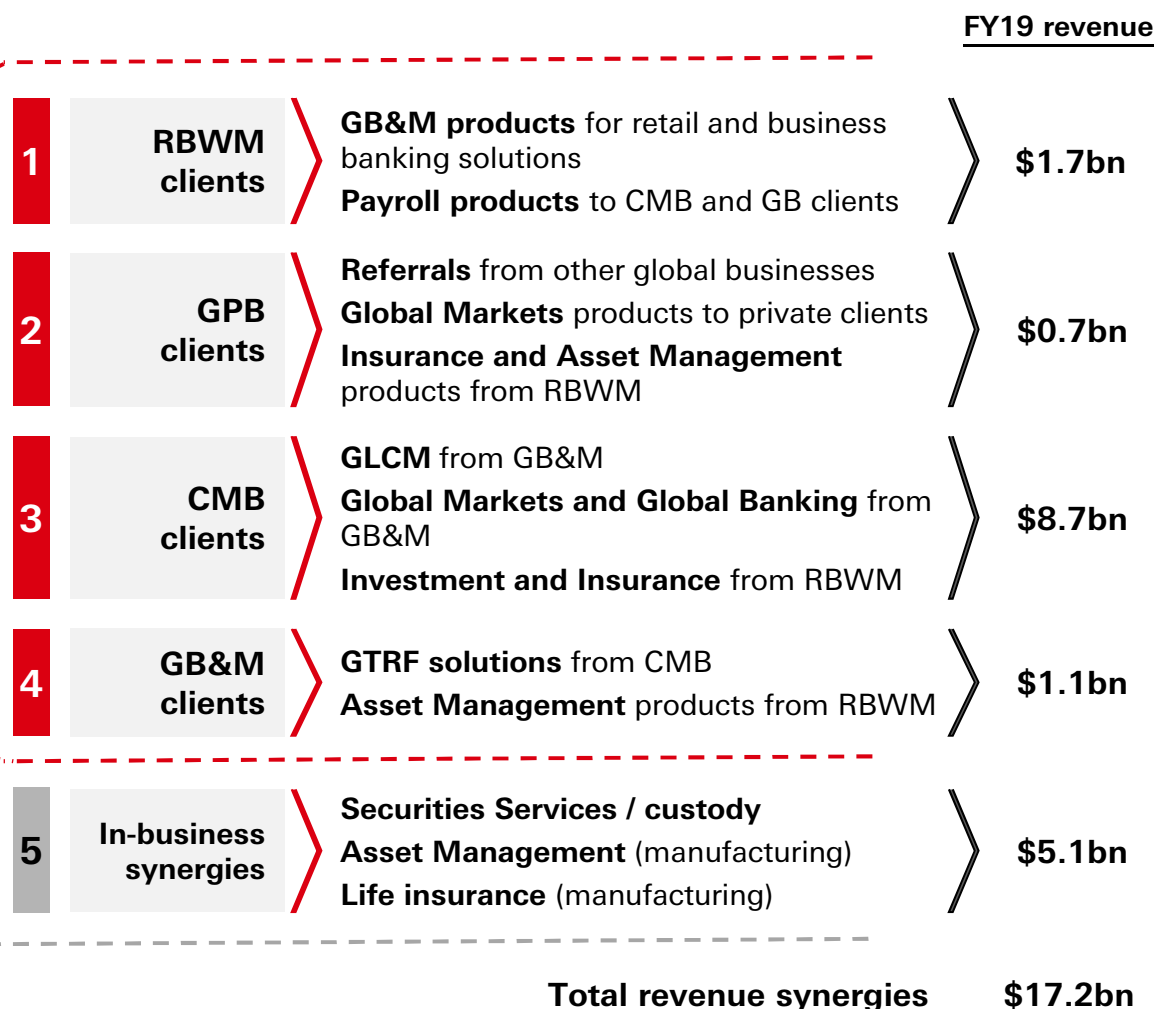 FY19 revenue
1
RBWM
clients
GB&M products for retail and business
banking solutions
Payroll products to CMB and GB clients
$1.7bn
2
GPB
clients
Referrals from other global businesses
Global Markets products to private clients
Insurance and Asset Management
products from RBWM
$0.7bn
3
CMB
clients
GLCM from GB&M
Global Markets and Global Banking from
GB&M
Investment and Insurance from RBWM
$8.7bn
4
GB&M
clients
GTRF solutions from CMB
Asset Management products from RBWM
$1.1bn
5
In-business
synergies
Securities Services / custody
Asset Management (manufacturing)
Life insurance (manufacturing)
$5.1bn
Total revenue synergies $17.2bn